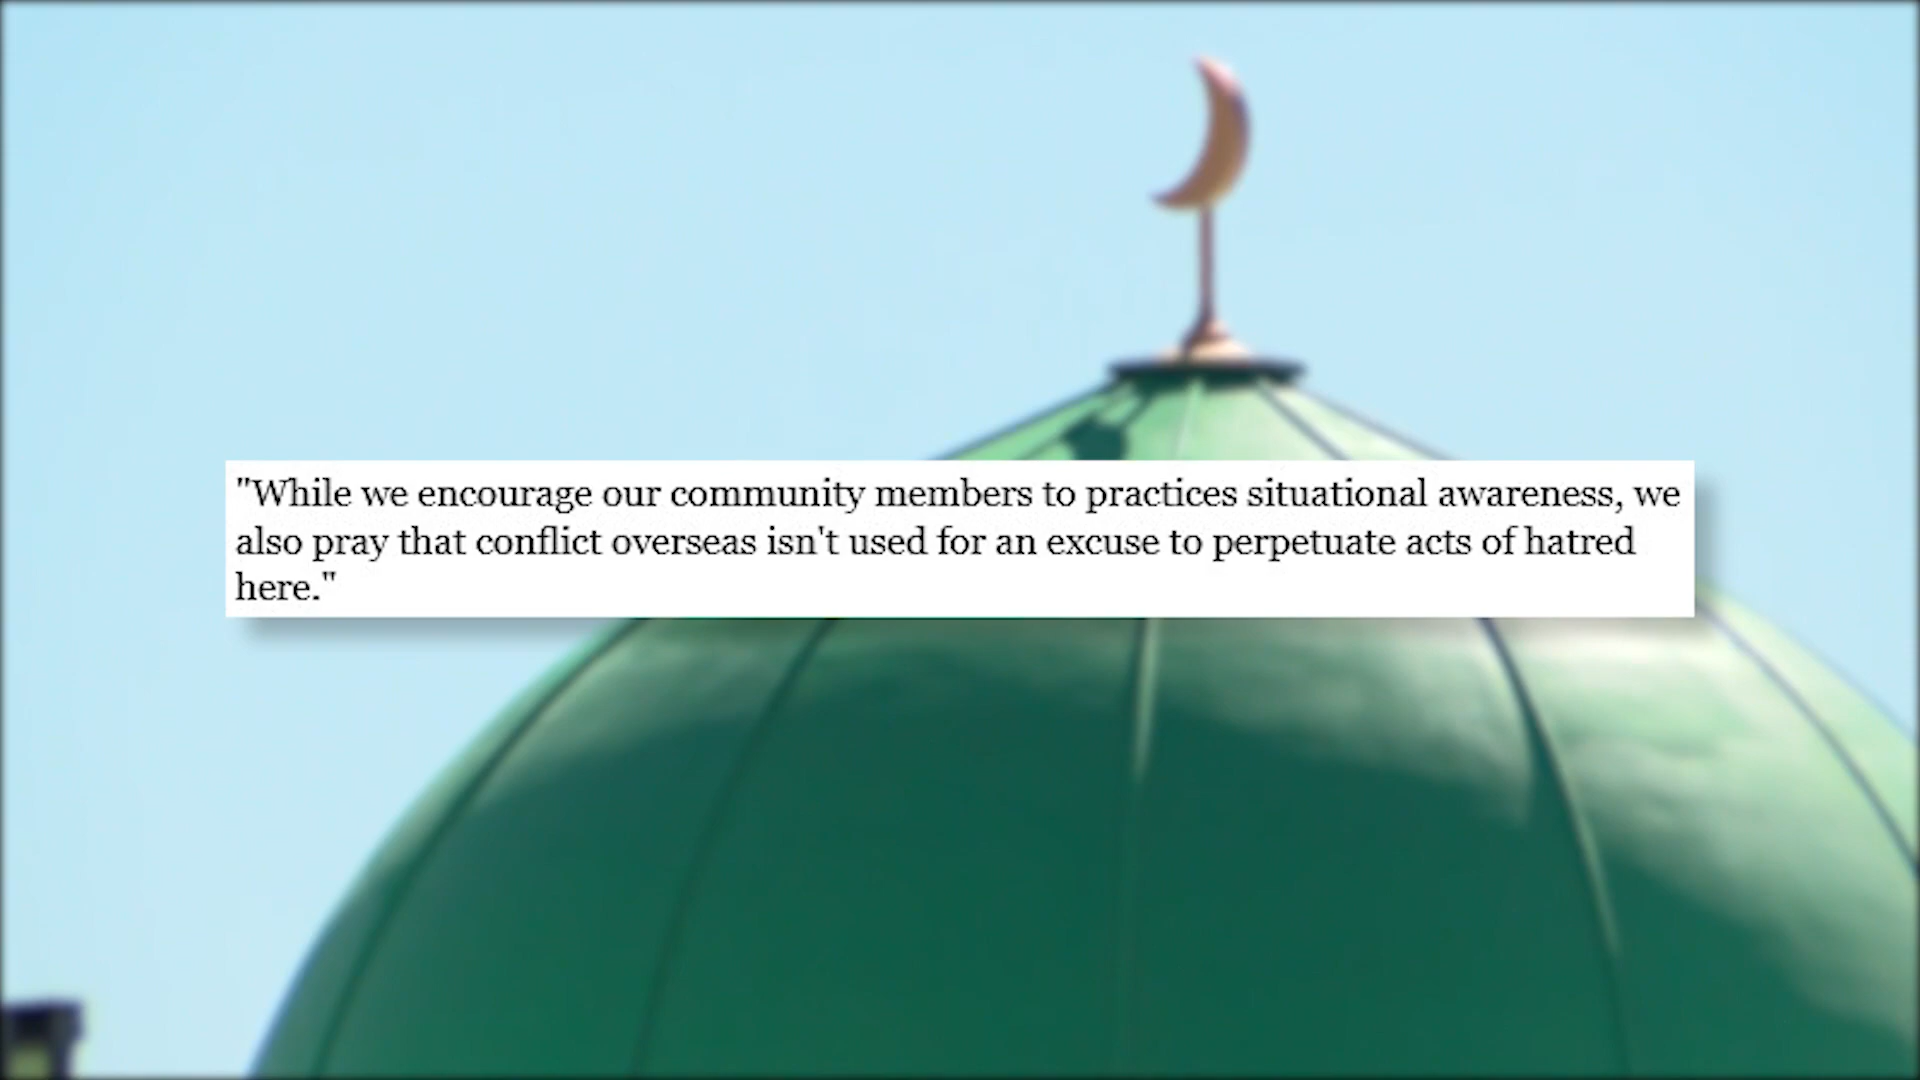 "While we encourage our community members to practices situational awareness, we
also pray that conflict overseas isn't used for an excuse to perpetuate acts of hatred
here."